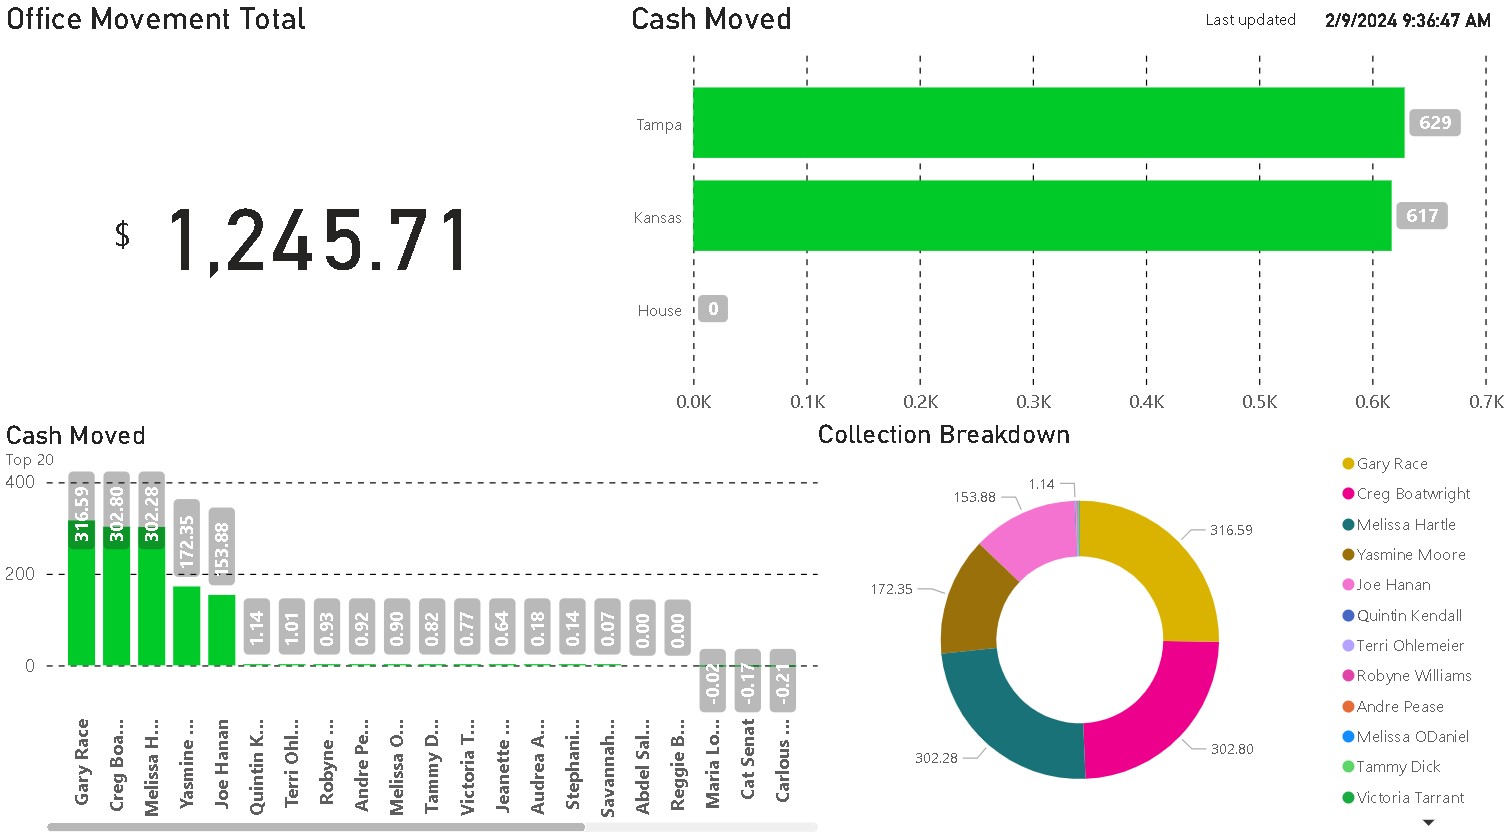 Office Movement Total
$ 1,245.71
Cash Moved
Last updated 2/9/2024 9:36:47 AM
Tampa 629
Kansas 617
House 0
0.0K 0.1K 0.2K 0.3K 0.4K 0.5K 0.6K 0.7K
Cash Moved
Top 20
400
200
0
316.59 302.80 302.28 172.35 153.88 1.14 1.01 0.93 0.92 0.90 0.82 0.77 0.64 0.18 0.14 0.07 0.00 0.00 -0.02 -0.17 -0.21
Gary Race
Creg Boa...
Melissa H...
Yasmine ...
Joe Hanan
Quintin K...
Terri Ohl...
Robyne ...
Andre Pe...
Melissa O...
Tammy D...
Victoria T...
Jeanette ...
Audrea A...
Stephani...
Savannah...
Abdel Sal...
Reggie B...
Maria Lo...
Cat Senat
Carlous ...
Collection Breakdown
1.14
153.88
316.59
172.35
302.28
302.80
Gary Race
Creg Boatwright
Melissa Hartle
Yasmine Moore
Joe Hanan
Quintin Kendall
Terri Ohlemeier
Robyne Williams
Andre Pease
Melissa ODaniel
Tammy Dick
Victoria Tarrant